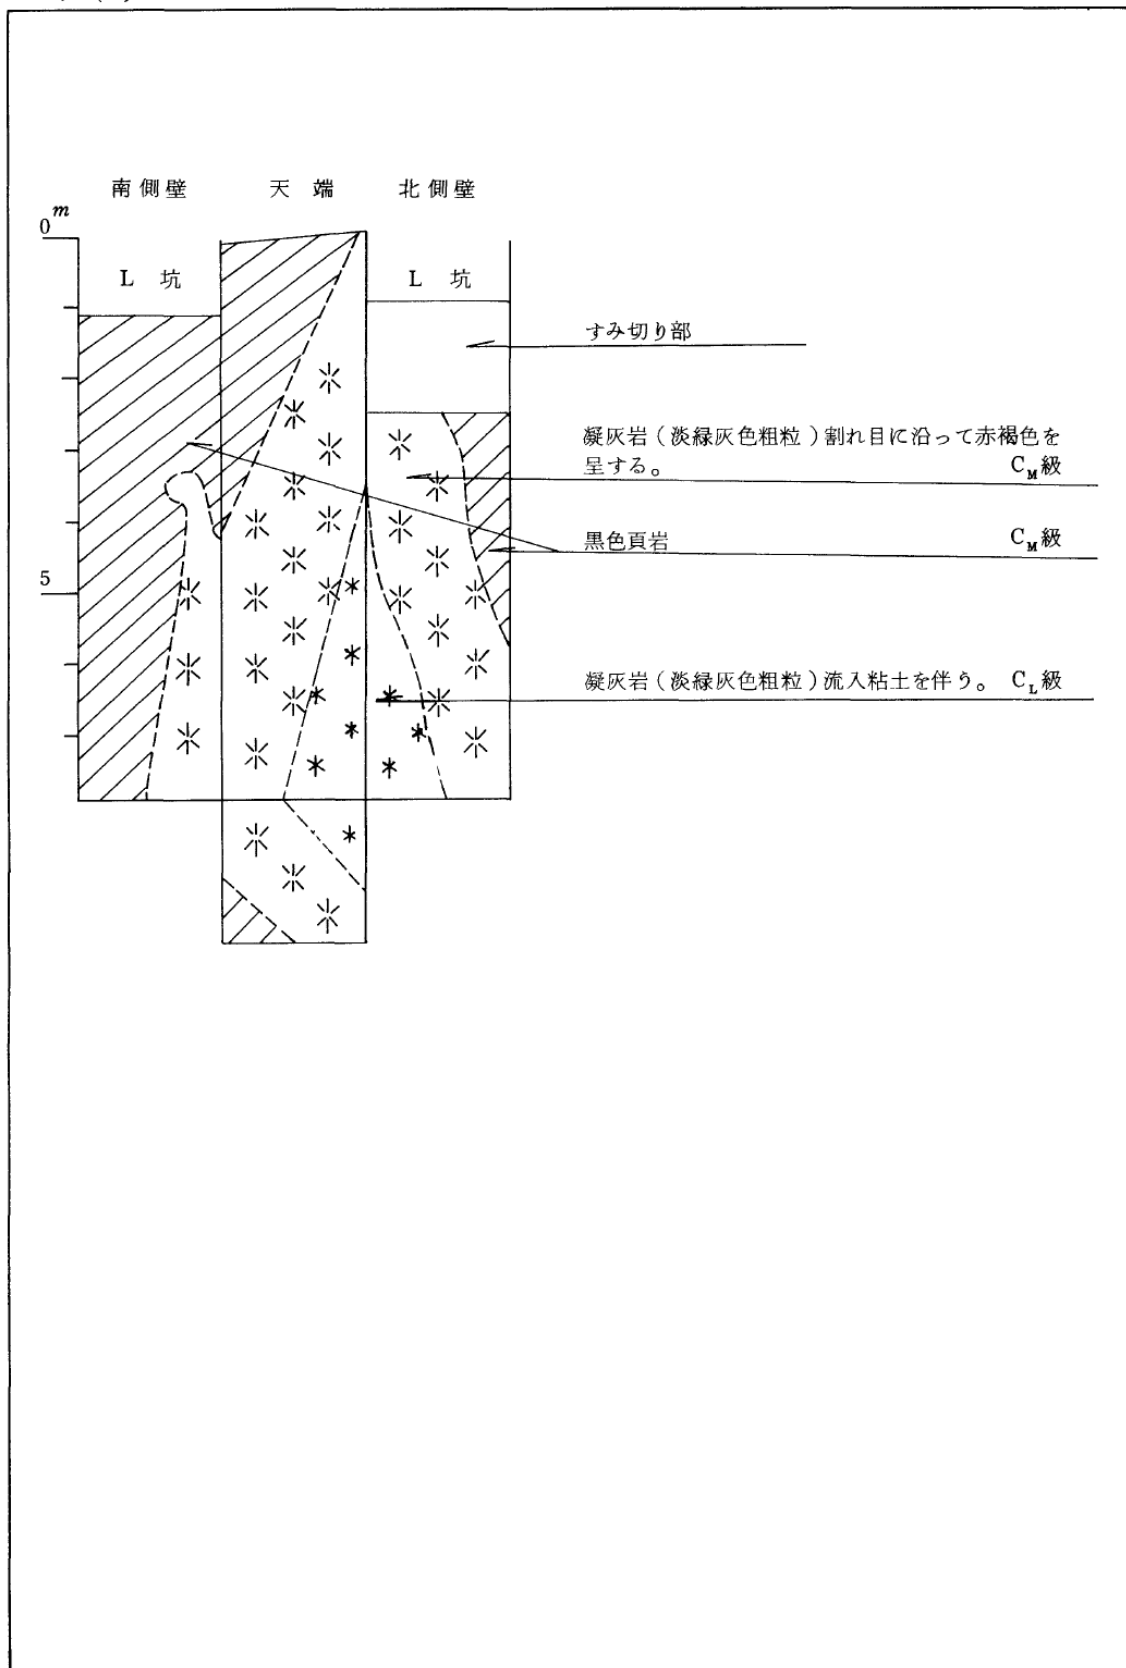 南側壁 天端 北側壁
0 m
L 坑 L 坑
すみ切り部
凝灰岩(淡緑灰色粗粒)割れ目に沿って赤褐色を
呈する。 CM級
黒色頁岩 CM級
5
凝灰岩(淡緑灰色粗粒)流入粘土を伴う。 CL級